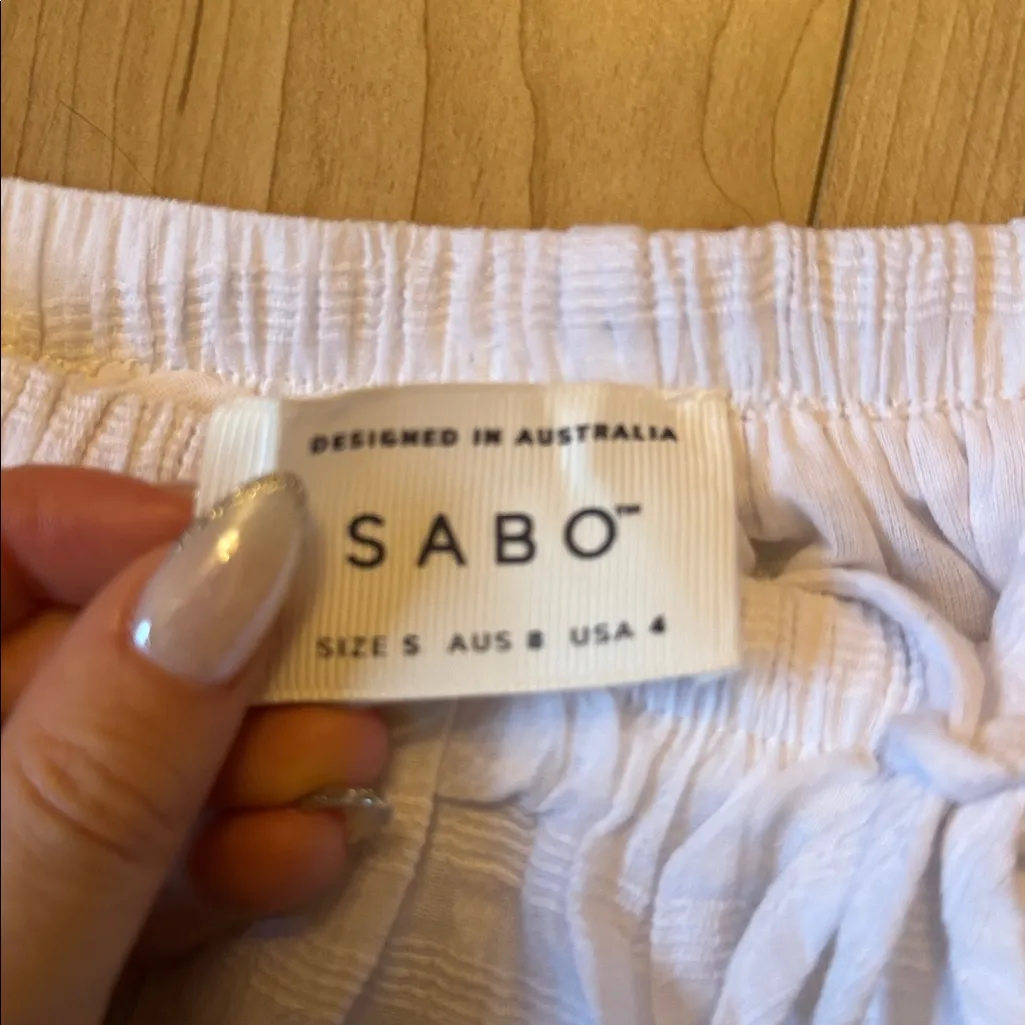 DESIGNED IN AUSTRALIA
SABO™
SIZE S AUS 8 USA 4